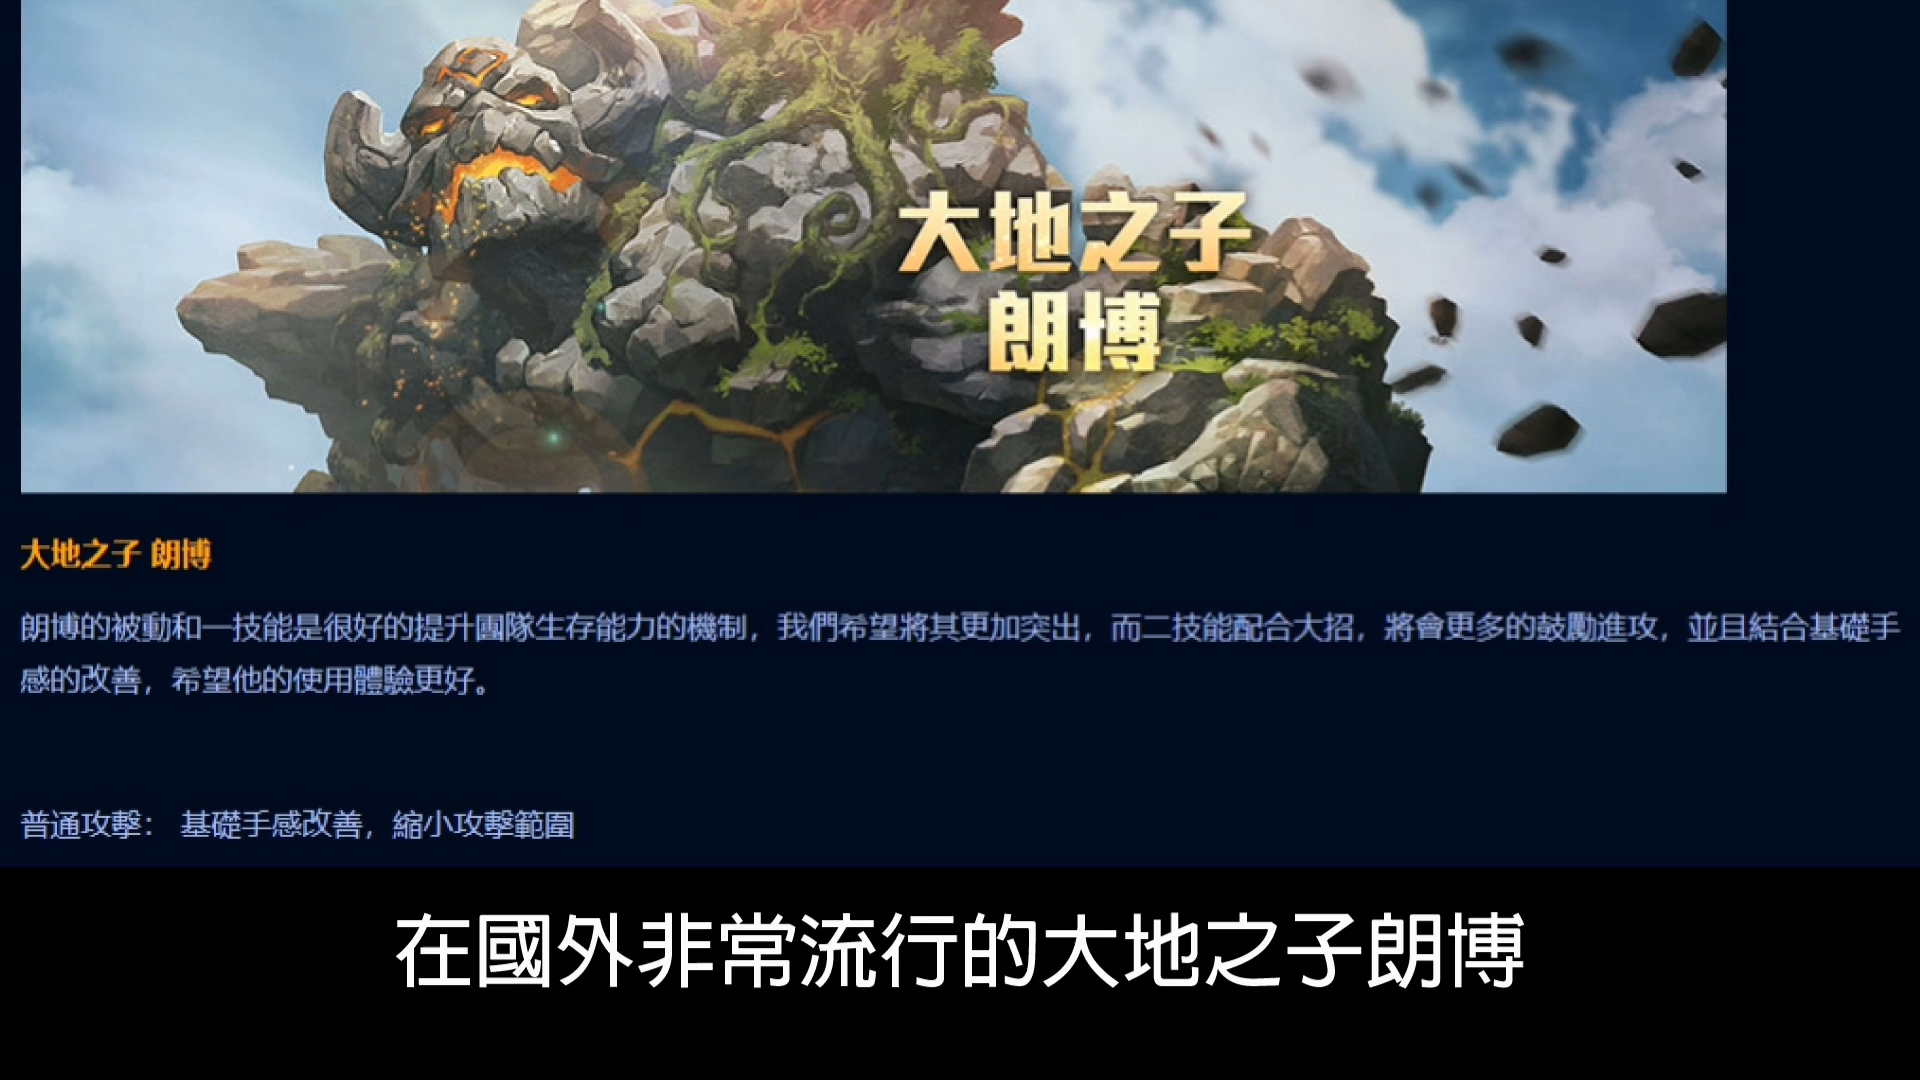 大地之子
朗博
大地之子 朗博
朗博的被動和一技能是很好的提升團隊生存能力的機制，我們希望將其更加突出，而二技能配合大招，將會更多的鼓勵進攻，並且結合基礎手
感的改善，希望他的使用體驗更好。
普通攻擊： 基礎手感改善，縮小攻擊範圍
在國外非常流行的大地之子朗博